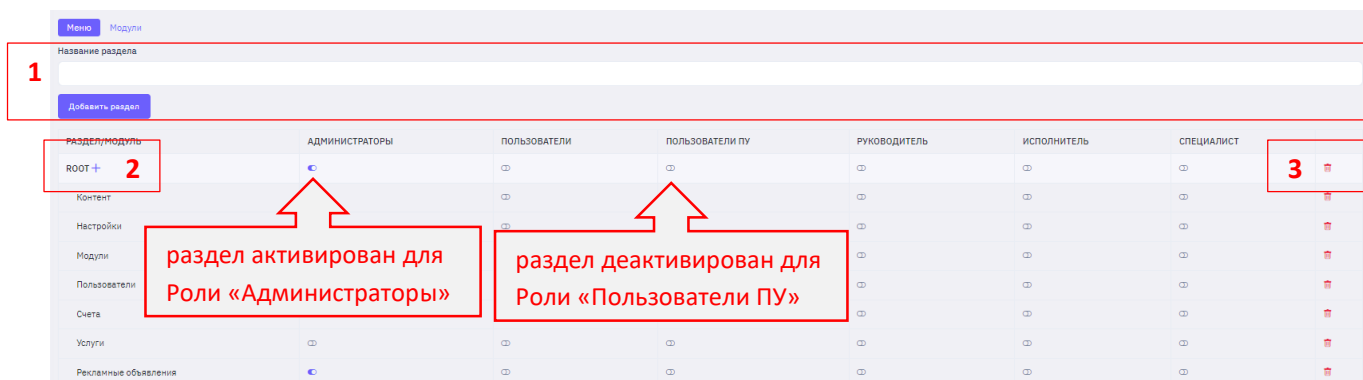 Меню Модули
Название раздела
1
Добавить раздел
РАЗДЕЛ/МОДУЛЬ АДМИНИСТРАТОРЫ ПОЛЬЗОВАТЕЛИ ПОЛЬЗОВАТЕЛИ ПУ РУКОВОДИТЕЛЬ ИСПОЛНИТЕЛЬ СПЕЦИАЛИСТ
ROOT + 2 3
Контент
Настройки
Модули
Пользователи
Счета
Услуги
Рекламные объявления
раздел активирован для
Роли «Администраторы»
раздел деактивирован для
Роли «Пользователи ПУ»